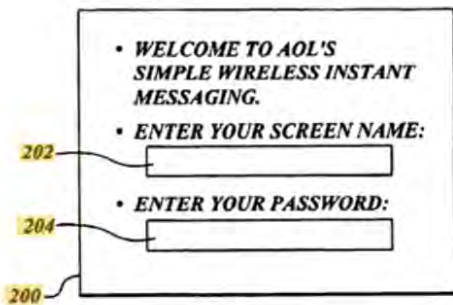 • WELCOME TO AOL'S
SIMPLE WIRELESS INSTANT
MESSAGING.
• ENTER YOUR SCREEN NAME:
202
• ENTER YOUR PASSWORD:
204
200